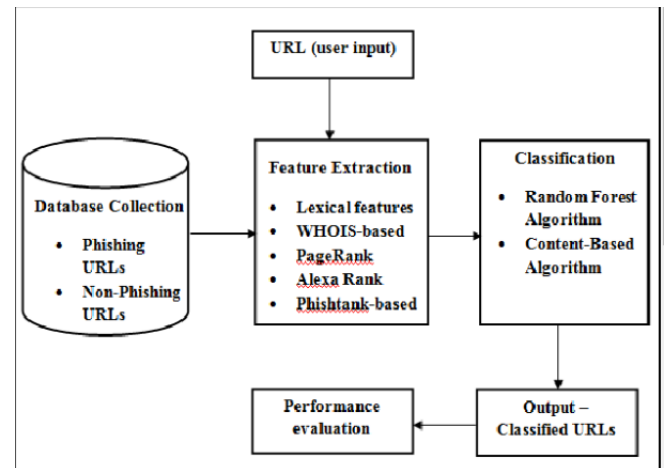 URL (user input)
Database Collection
• Phishing
URLs
• Non-Phishing
URLs
Feature Extraction
• Lexical features
• WHOIS-based
• PageRank
• Alexa Rank
• Phishtank-based
Classification
• Random Forest
Algorithm
• Content-Based
Algorithm
Performance
evaluation
Output –
Classified URLs